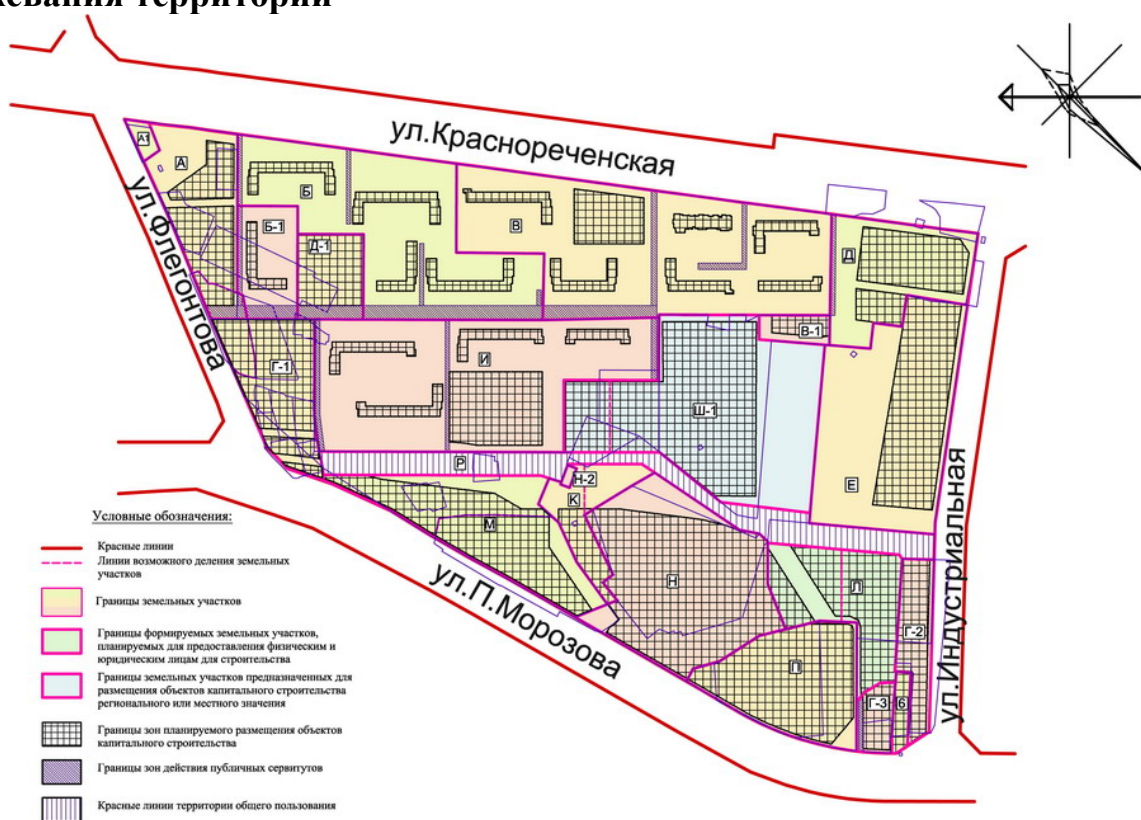 ул.Краснореченская
А1
А
Б
Б-1
Д-1
В
Д
В-1
ул.Флегонтова
Г-1
И
Ш-1
Е
Р
Н-2
К
М
Н
Л
Г-2
П
Г-3
6
ул.П.Морозова
ул.Индустриальная
Условные обозначения:
Красные линии
Линии возможного деления земельных
участков
Границы земельных участков
Границы формируемых земельных участков,
планируемых для предоставления физическим и
юридическим лицам для строительства
Границы земельных участков предназначенных для
размещения объектов капитального строительства
регионального или местного значения
Границы зон планируемого размещения объектов
капитального строительства
Границы зон действия публичных сервитутов
Красные линии территории общего пользования